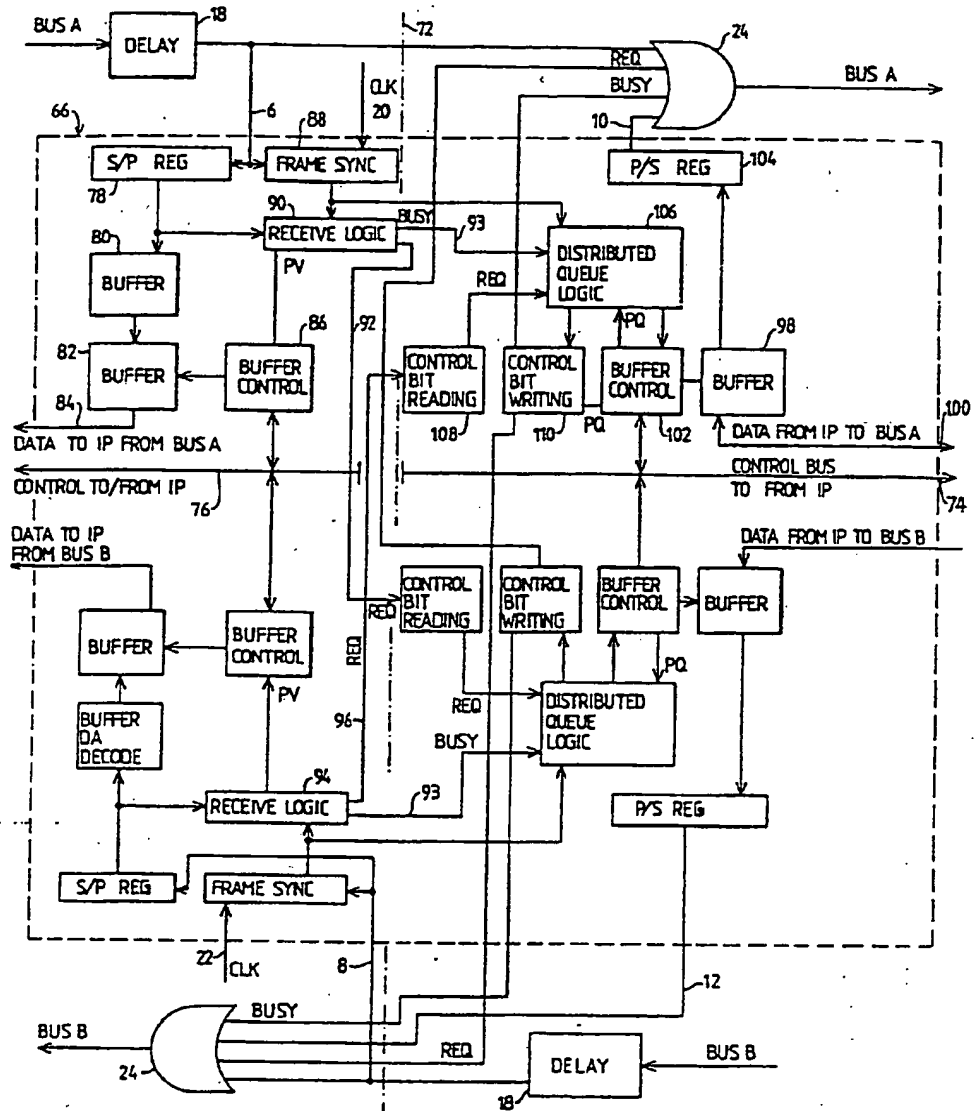 BUS A
18
DELAY
72
24
REQ
BUSY
BUS A
CLK
20
6
10
66
88
S/P REG
FRAME SYNC
P/S REG
104
78
90
BUSY
93
106
80
RECEIVE LOGIC
PV
DISTRIBUTED
QUEUE
LOGIC
REQ
BUFFER
86
92
PQ
98
82
BUFFER
BUFFER
CONTROL
CONTROL
BIT
READING
CONTROL
BIT
WRITING
BUFFER
CONTROL
BUFFER
84
108
110
PQ
102
100
DATA TO IP FROM BUS A
DATA FROM IP TO BUS A
CONTROL TO/FROM IP
76
CONTROL BUS
TO FROM IP
74
DATA TO IP
FROM BUS B
DATA FROM IP TO BUS B
CONTROL
BIT
READING
CONTROL
BIT
WRITING
BUFFER
CONTROL
BUFFER
REQ
REQ
BUFFER
BUFFER
CONTROL
PV
PQ
REQ
DISTRIBUTED
QUEUE
LOGIC
BUFFER
DA
DECODE
96
BUSY
94
RECEIVE LOGIC
93
P/S REG
S/P REG
FRAME SYNC
22
CLK
8
12
BUSY
BUS B
24
REQ
DELAY
BUS B
18